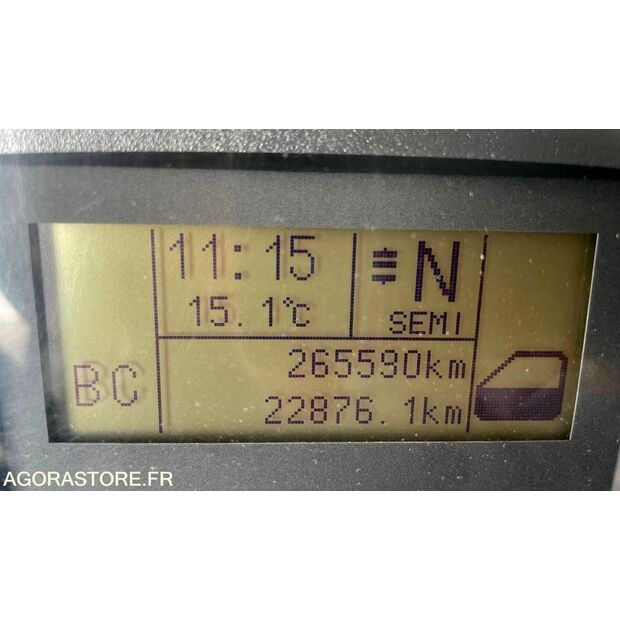 11:15
15.1°C
N
SEMI
BC
265590km
22876.1km
AGORASTORE.FR